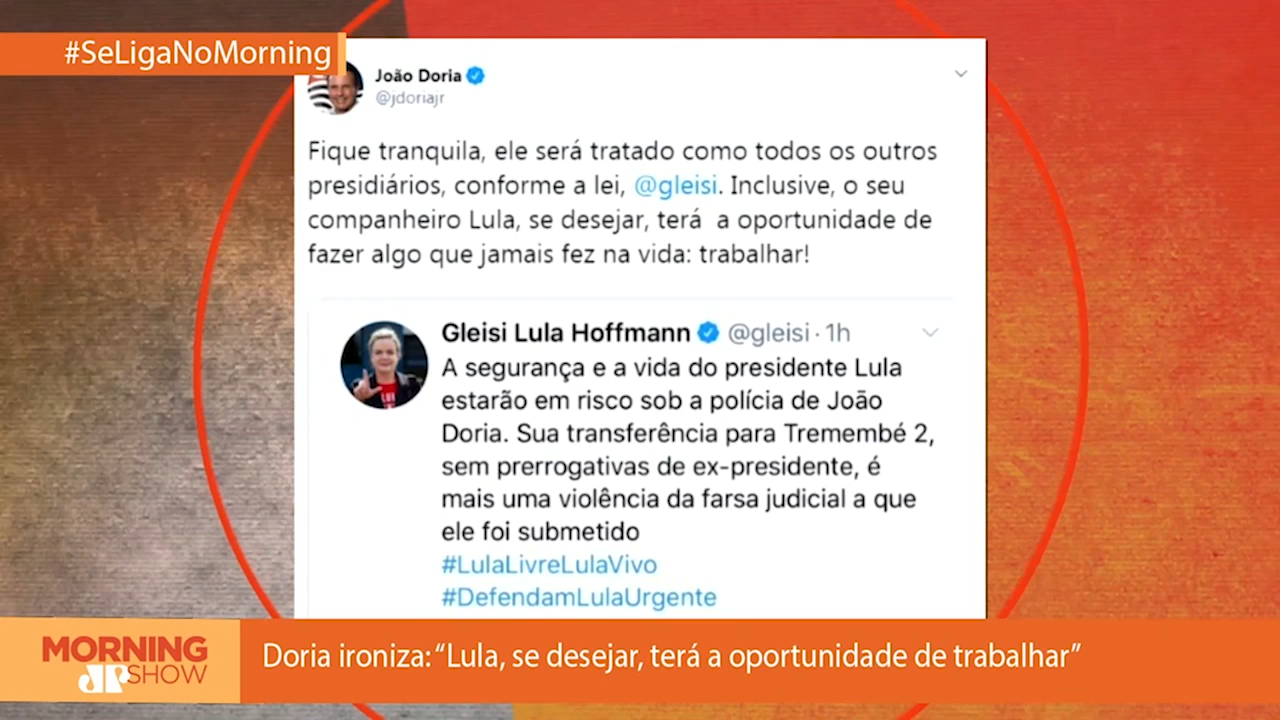 #SeLigaNoMorning
João Doria
@jdoriajr
Fique tranquila, ele será tratado como todos os outros
presidiários, conforme a lei, @gleisi. Inclusive, o seu
companheiro Lula, se desejar, terá a oportunidade de
fazer algo que jamais fez na vida: trabalhar!
Gleisi Lula Hoffmann @gleisi · 1h
A segurança e a vida do presidente Lula
estarão em risco sob a polícia de João
Doria. Sua transferência para Tremembé 2,
sem prerrogativas de ex-presidente, é
mais uma violência da farsa judicial a que
ele foi submetido
#LulaLivreLulaVivo
#DefendamLulaUrgente
MORNING
JP SHOW
Doria ironiza: “Lula, se desejar, terá a oportunidade de trabalhar”